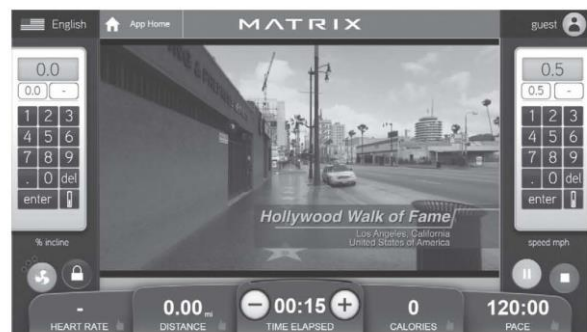 English
App Home
MATRIX
guest
0.0
0.0 -
1 2 3
4 5 6
7 8 9
. 0 del
enter
% incline
0.5
0.5 -
1 2 3
4 5 6
7 8 9
. 0 del
enter
speed mph
Hollywood Walk of Fame
Los Angeles, California
United States of America
-
HEART RATE
0.00 mi
DISTANCE
00:15
TIME ELAPSED
0
CALORIES
120:00
PACE